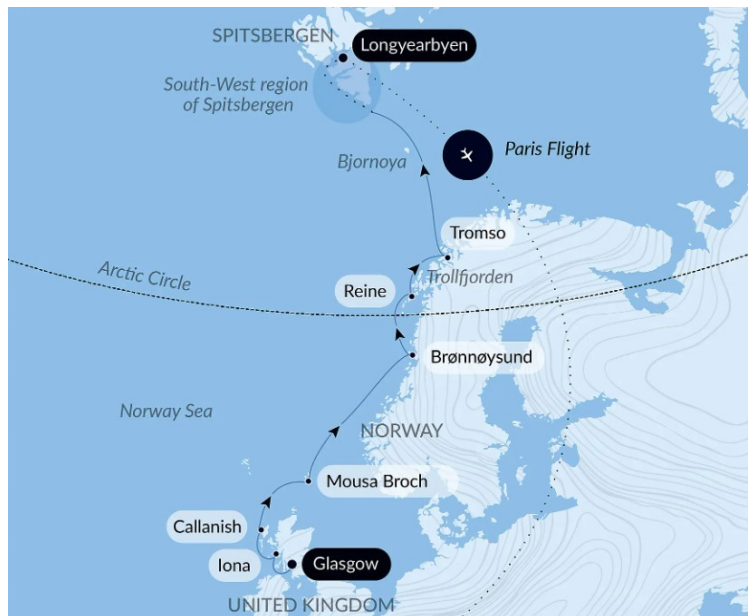 SPITSBERGEN
Longyearbyen
South-West region
of Spitsbergen
Bjornoya
Paris Flight
Tromso
Arctic Circle
Trollfjorden
Reine
Brønnøysund
Norway Sea
NORWAY
Mousa Broch
Callanish
Iona
Glasgow
UNITED KINGDOM